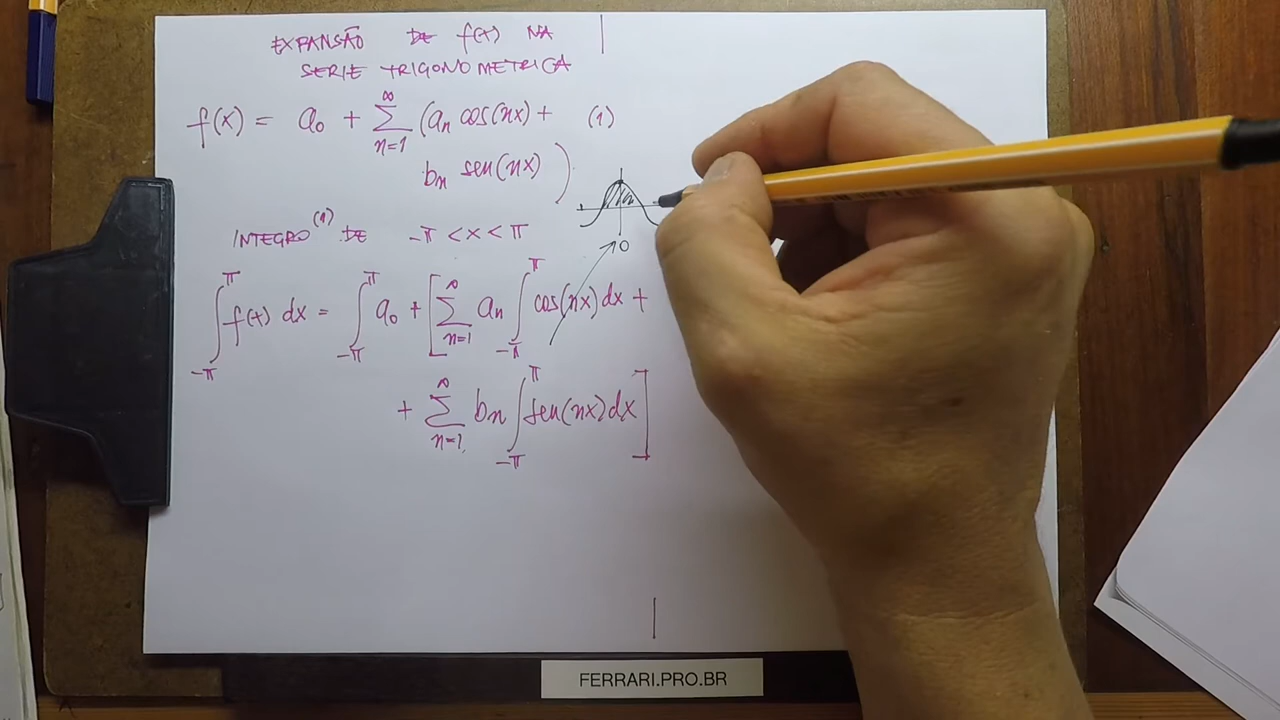 EXPANSÃO DE f(x) NA
SERIE TRIGONOMETRICA
f(x) = a₀ + ∞ Σ n=1 (aₙ cos(nx) + (1)
bₙ sen(nx) )
INTEGRO (1) DE -π < x < π
0
∫ π -π f(x) dx = ∫ π -π a₀ + [ ∞ Σ n=1 aₙ ∫ π -π cos(nx) dx +
+ ∞ Σ n=1 bₙ ∫ π -π sen(nx) dx ]
FERRARI.PRO.BR